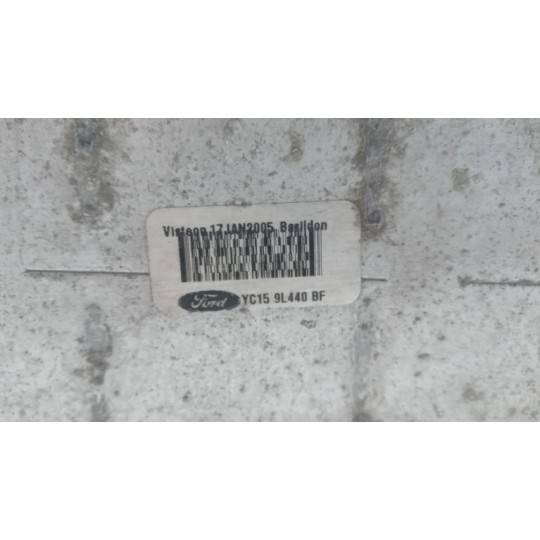 Visteon 17JAN2005 Basildon
Ford YC15 9L440 BF